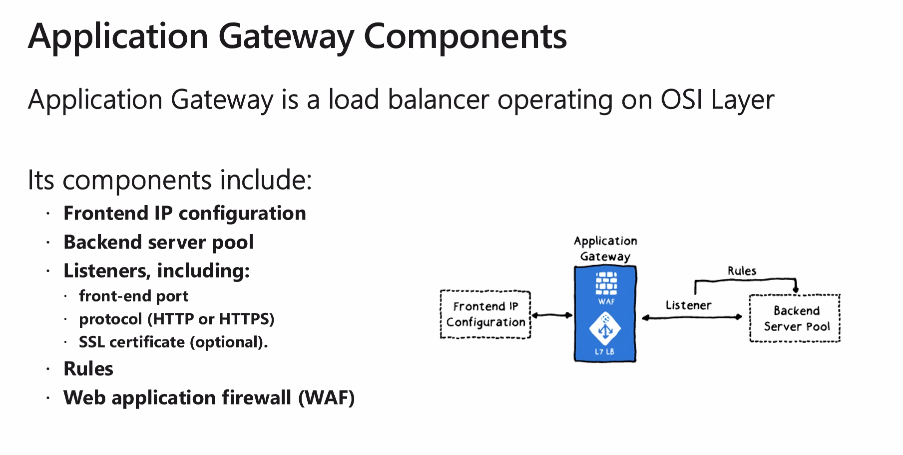 Application Gateway Components
Application Gateway is a load balancer operating on OSI Layer
Its components include:
· Frontend IP configuration
· Backend server pool
· Listeners, including:
· front-end port
· protocol (HTTP or HTTPS)
· SSL certificate (optional).
· Rules
· Web application firewall (WAF)
Application
Gateway
WAF
L7 LB
Frontend IP
Configuration
Listener
Rules
Backend
Server Pool